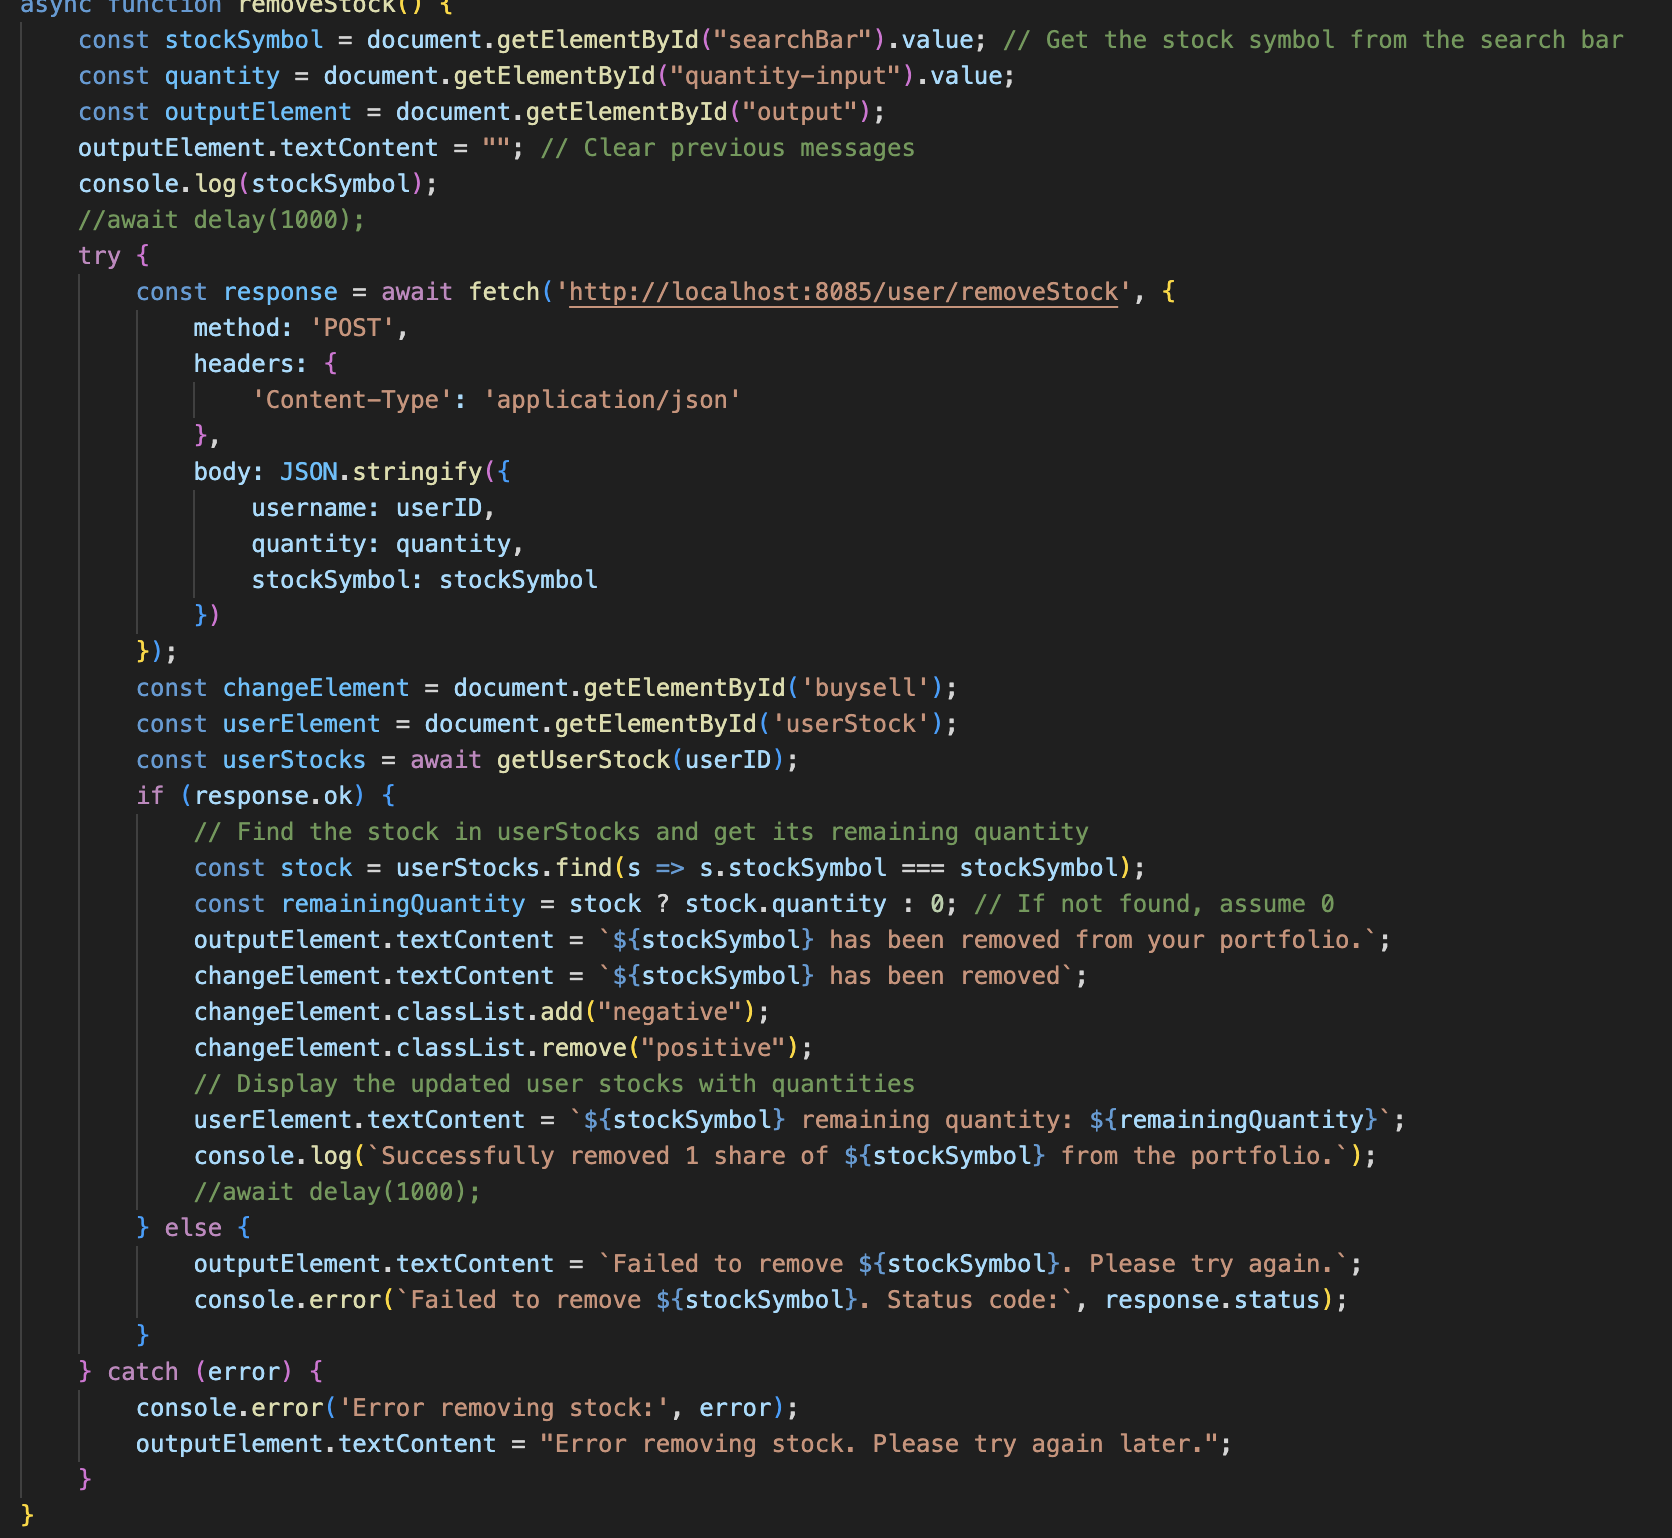 async function removeStock() {
    const stockSymbol = document.getElementById("searchBar").value; // Get the stock symbol from the search bar
    const quantity = document.getElementById("quantity-input").value;
    const outputElement = document.getElementById("output");
    outputElement.textContent = ""; // Clear previous messages
    console.log(stockSymbol);
    //await delay(1000);
    try {
        const response = await fetch('http://localhost:8085/user/removeStock', {
            method: 'POST',
            headers: {
                'Content-Type': 'application/json'
            },
            body: JSON.stringify({
                username: userID,
                quantity: quantity,
                stockSymbol: stockSymbol
            })
        });
        const changeElement = document.getElementById('buysell');
        const userElement = document.getElementById('userStock');
        const userStocks = await getUserStock(userID);
        if (response.ok) {
            // Find the stock in userStocks and get its remaining quantity
            const stock = userStocks.find(s => s.stockSymbol === stockSymbol);
            const remainingQuantity = stock ? stock.quantity : 0; // If not found, assume 0
            outputElement.textContent = `${stockSymbol} has been removed from your portfolio.`;
            changeElement.textContent = `${stockSymbol} has been removed`;
            changeElement.classList.add("negative");
            changeElement.classList.remove("positive");
            // Display the updated user stocks with quantities
            userElement.textContent = `${stockSymbol} remaining quantity: ${remainingQuantity}`;
            console.log(`Successfully removed 1 share of ${stockSymbol} from the portfolio.`);
            //await delay(1000);
        } else {
            outputElement.textContent = `Failed to remove ${stockSymbol}. Please try again.`;
            console.error(`Failed to remove ${stockSymbol}. Status code:`, response.status);
        }
    } catch (error) {
        console.error('Error removing stock:', error);
        outputElement.textContent = "Error removing stock. Please try again later.";
    }
}